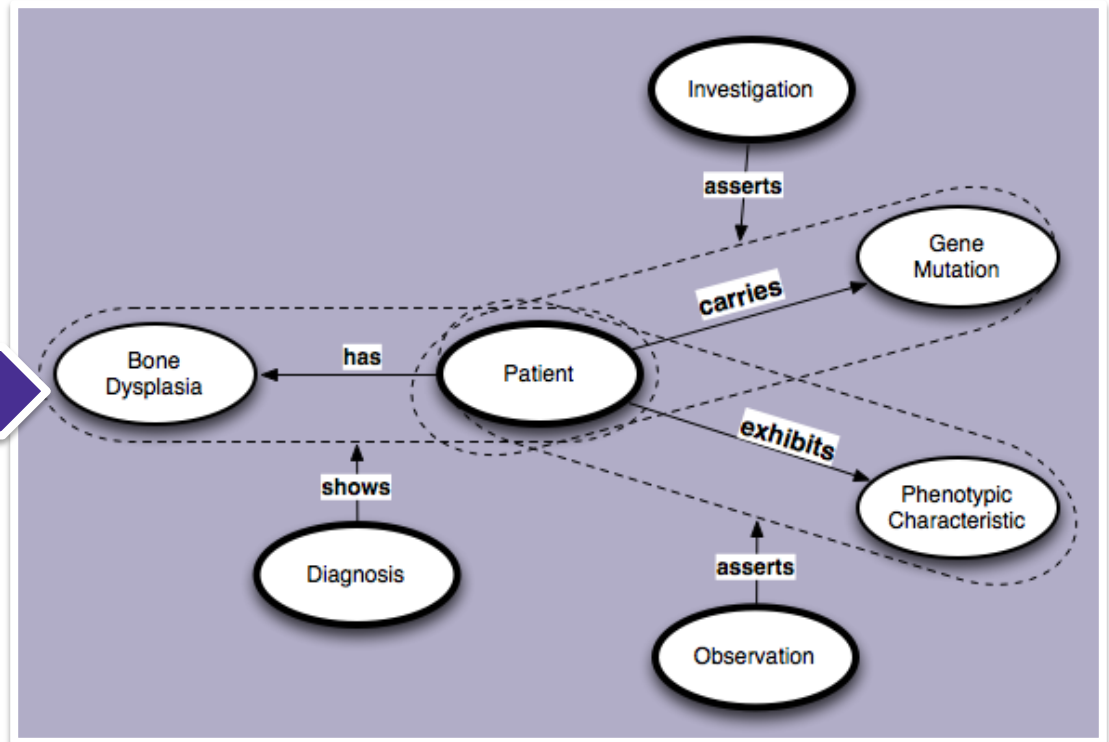 Investigation
asserts
Gene
Mutation
carries
Bone
Dysplasia
has
Patient
exhibits
Phenotypic
Characteristic
shows
Diagnosis
asserts
Observation